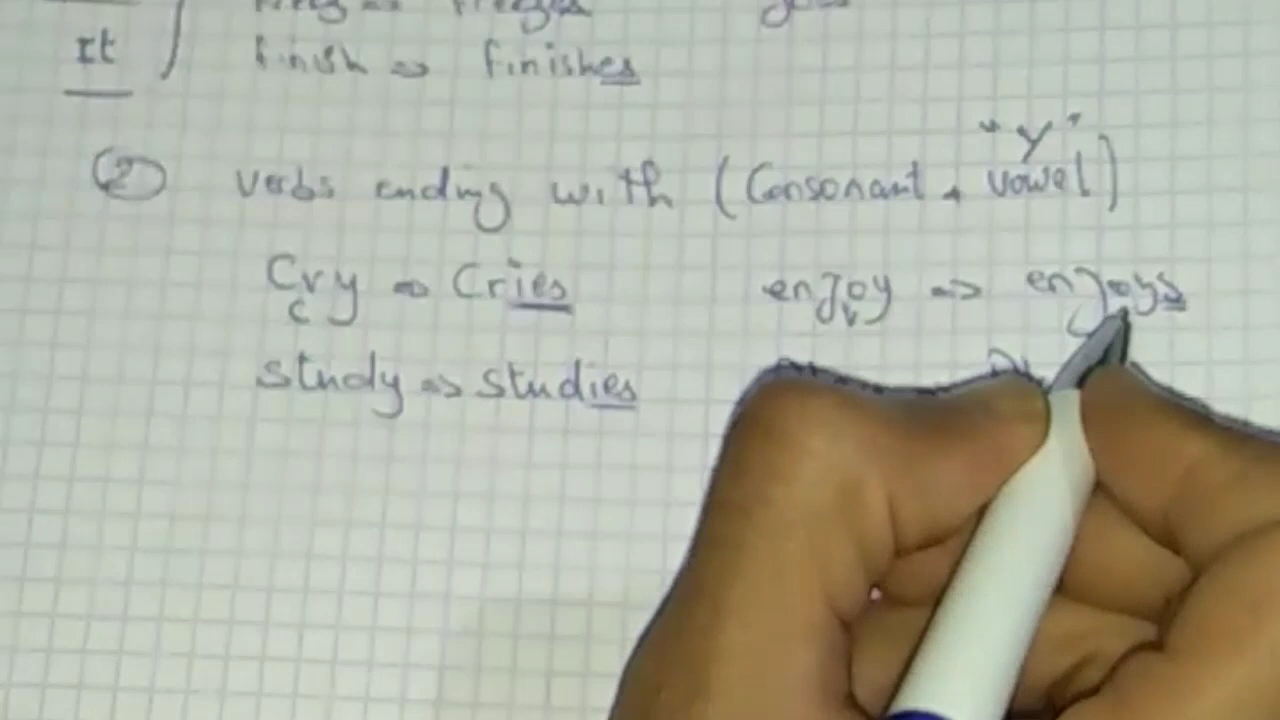 It
finish => finishes
"y"
② verbs ending with (Consonant + vowel)
Cry => Cries enjoy => enjoys
c v
study => studies